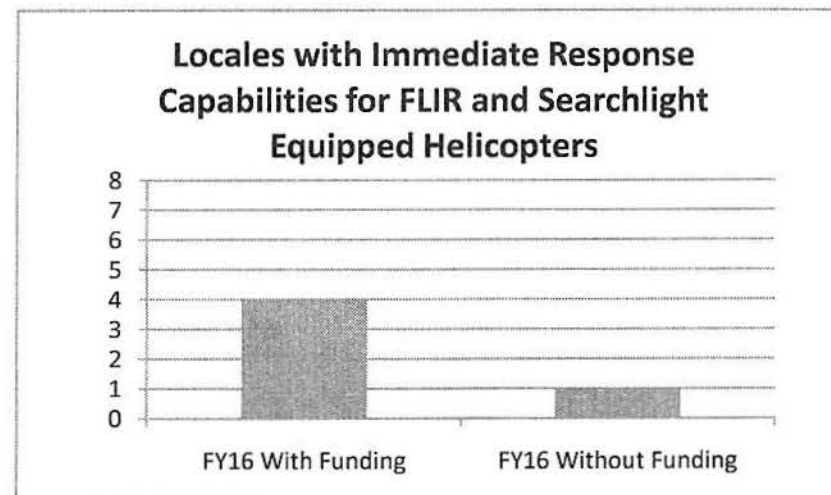 Locales with Immediate Response
Capabilities for FLIR and Searchlight
Equipped Helicopters
8
7
6
5
4
3
2
1
0
FY16 With Funding
FY16 Without Funding